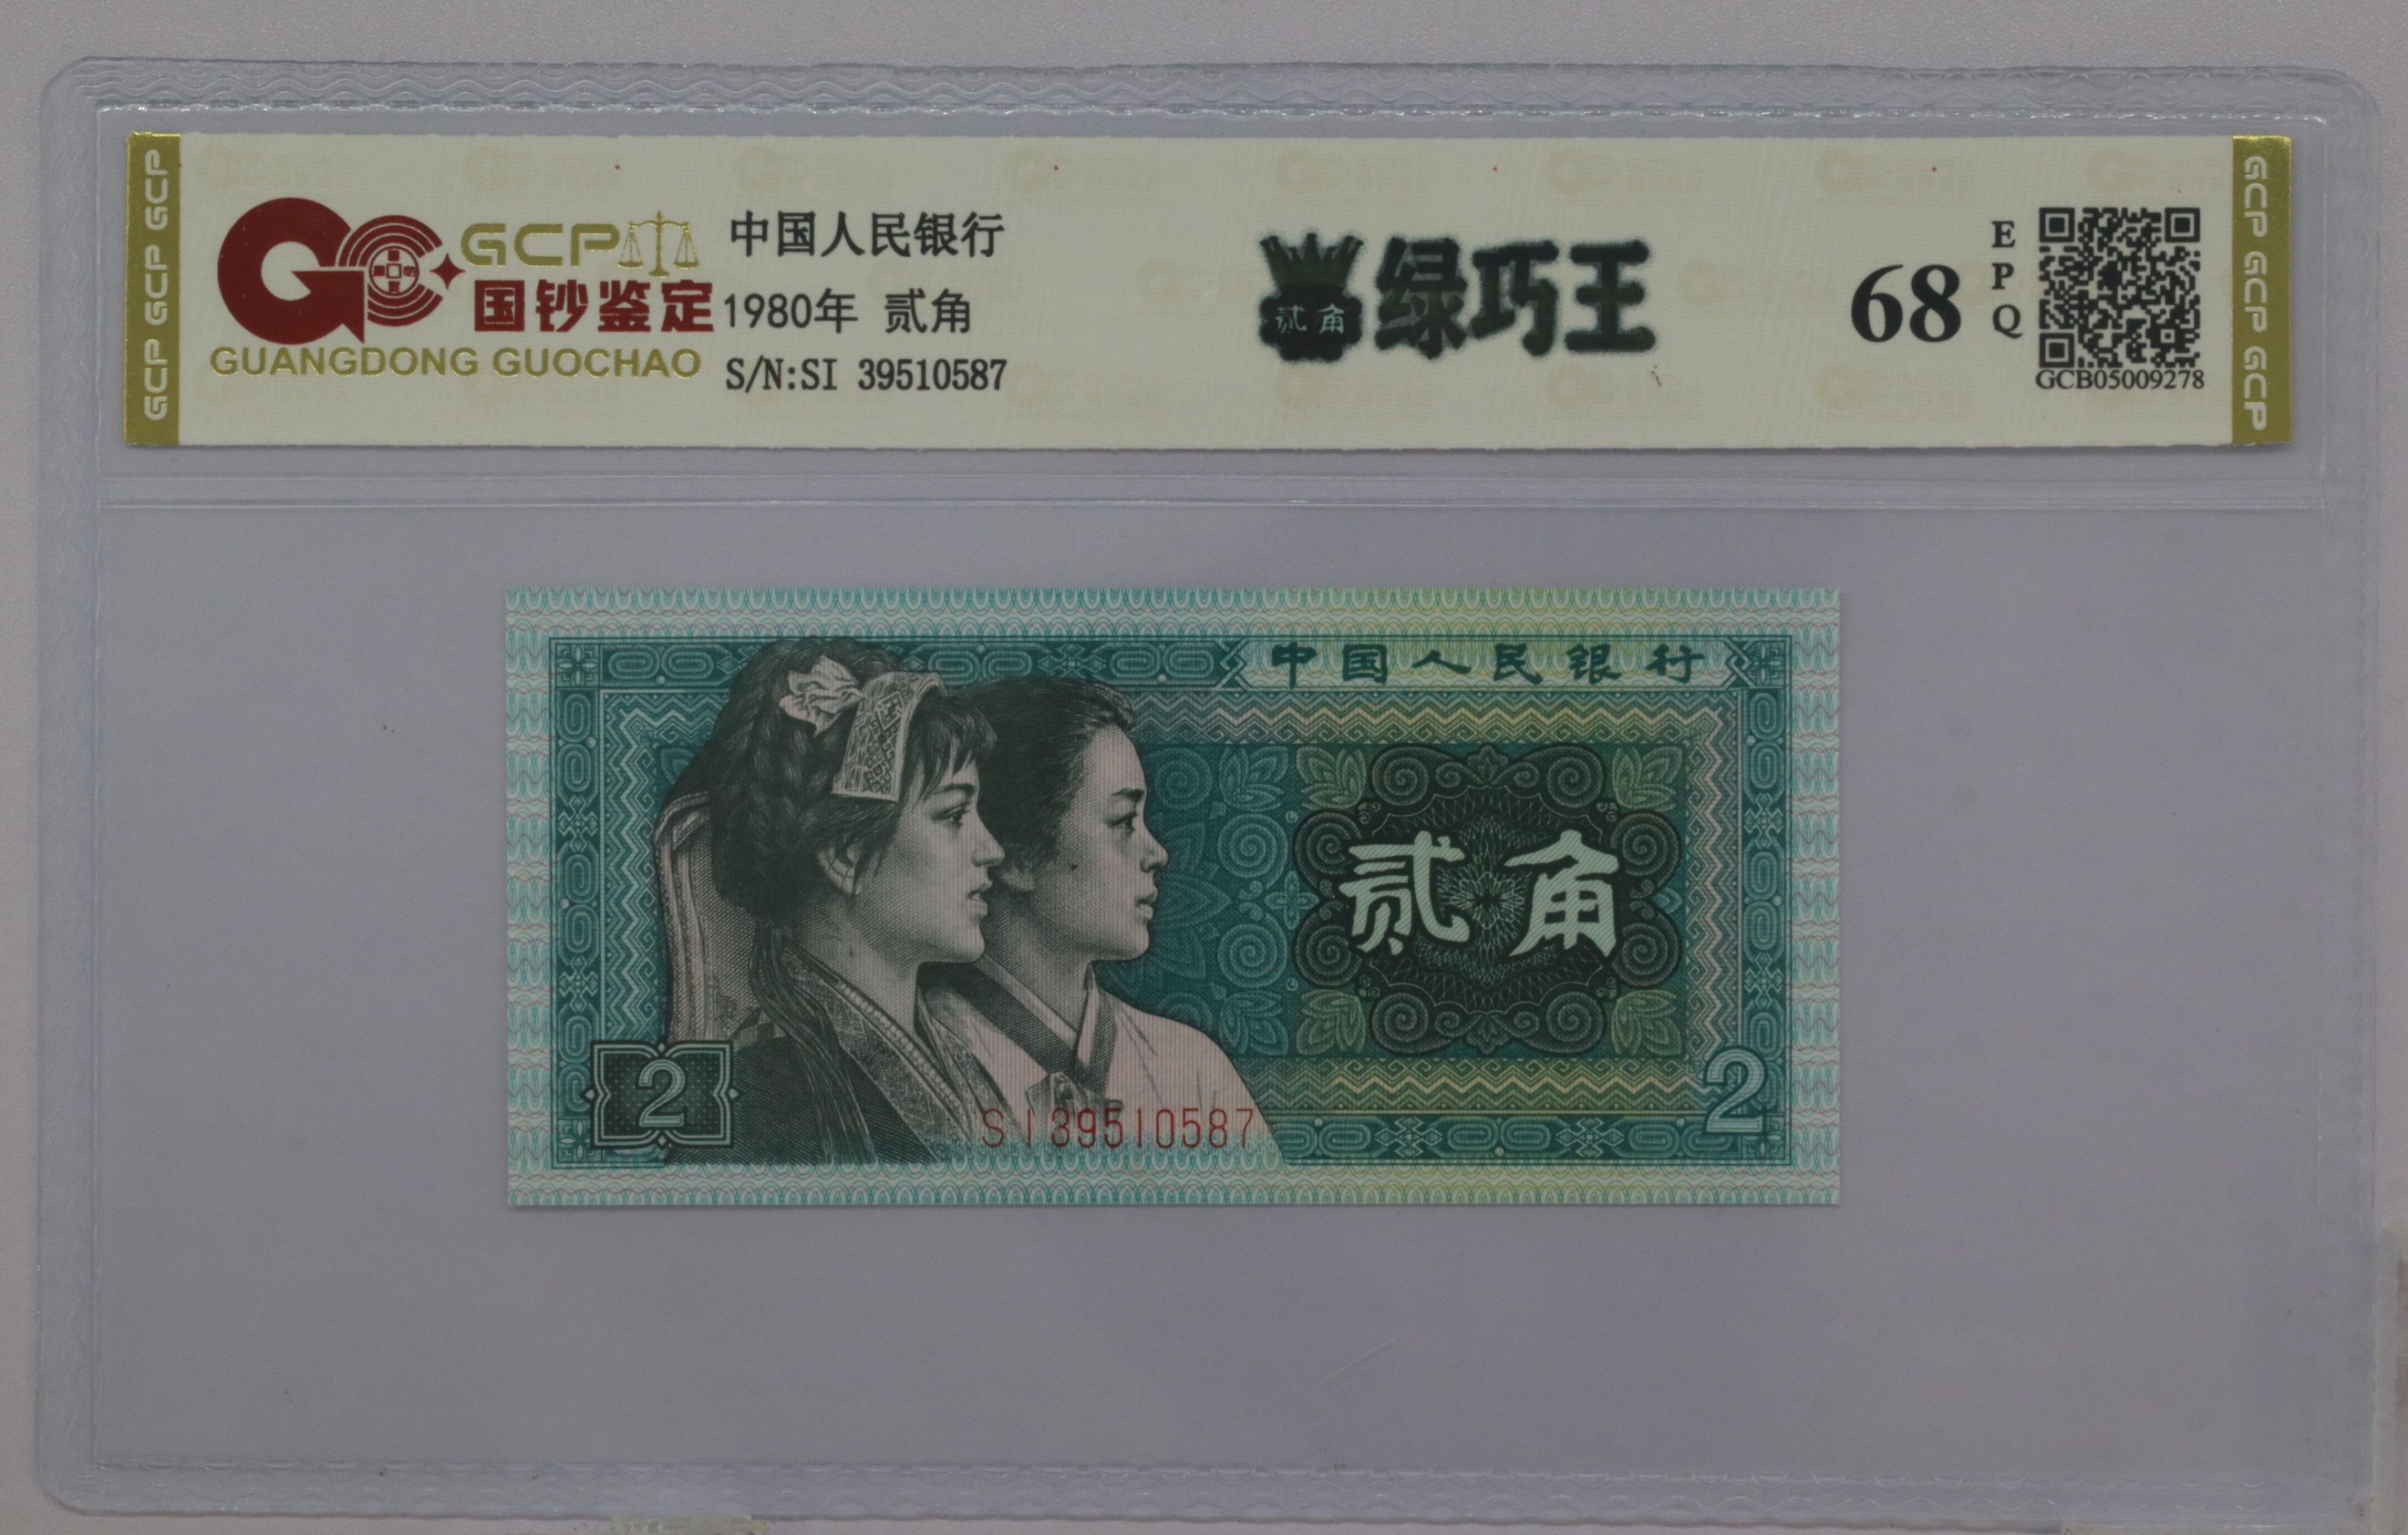 GCP GCP GCP
GCP
国钞鉴定
GUANGDONG GUOCHAO
中国人民银行
1980年 贰角
S/N:SI 39510587
贰角
绿巧王
68
EPQ
GCB05009278
GCP GCP GCP
中国人民银行
贰角
2
SI39510587
2